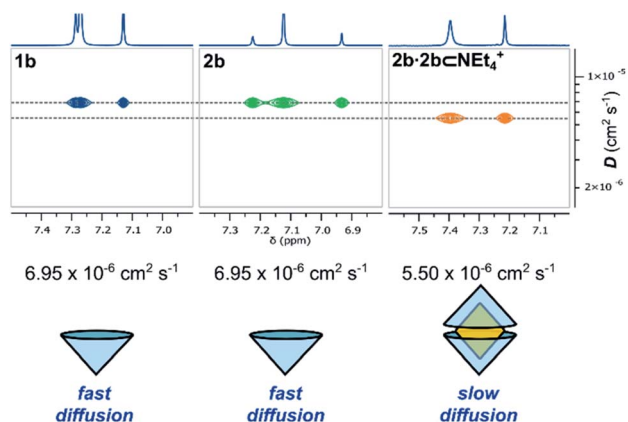 1b
2b
2b·2b⊂NEt₄⁺
1×10⁻⁵
D (cm² s⁻¹)
2×10⁻⁶
7.4 7.3 7.2 7.1 7.0
7.3 7.2 7.1 7.0 6.9
7.5 7.4 7.3 7.2 7.1
δ (ppm)
6.95 x 10⁻⁶ cm² s⁻¹
6.95 x 10⁻⁶ cm² s⁻¹
5.50 x 10⁻⁶ cm² s⁻¹
fast
diffusion
fast
diffusion
slow
diffusion